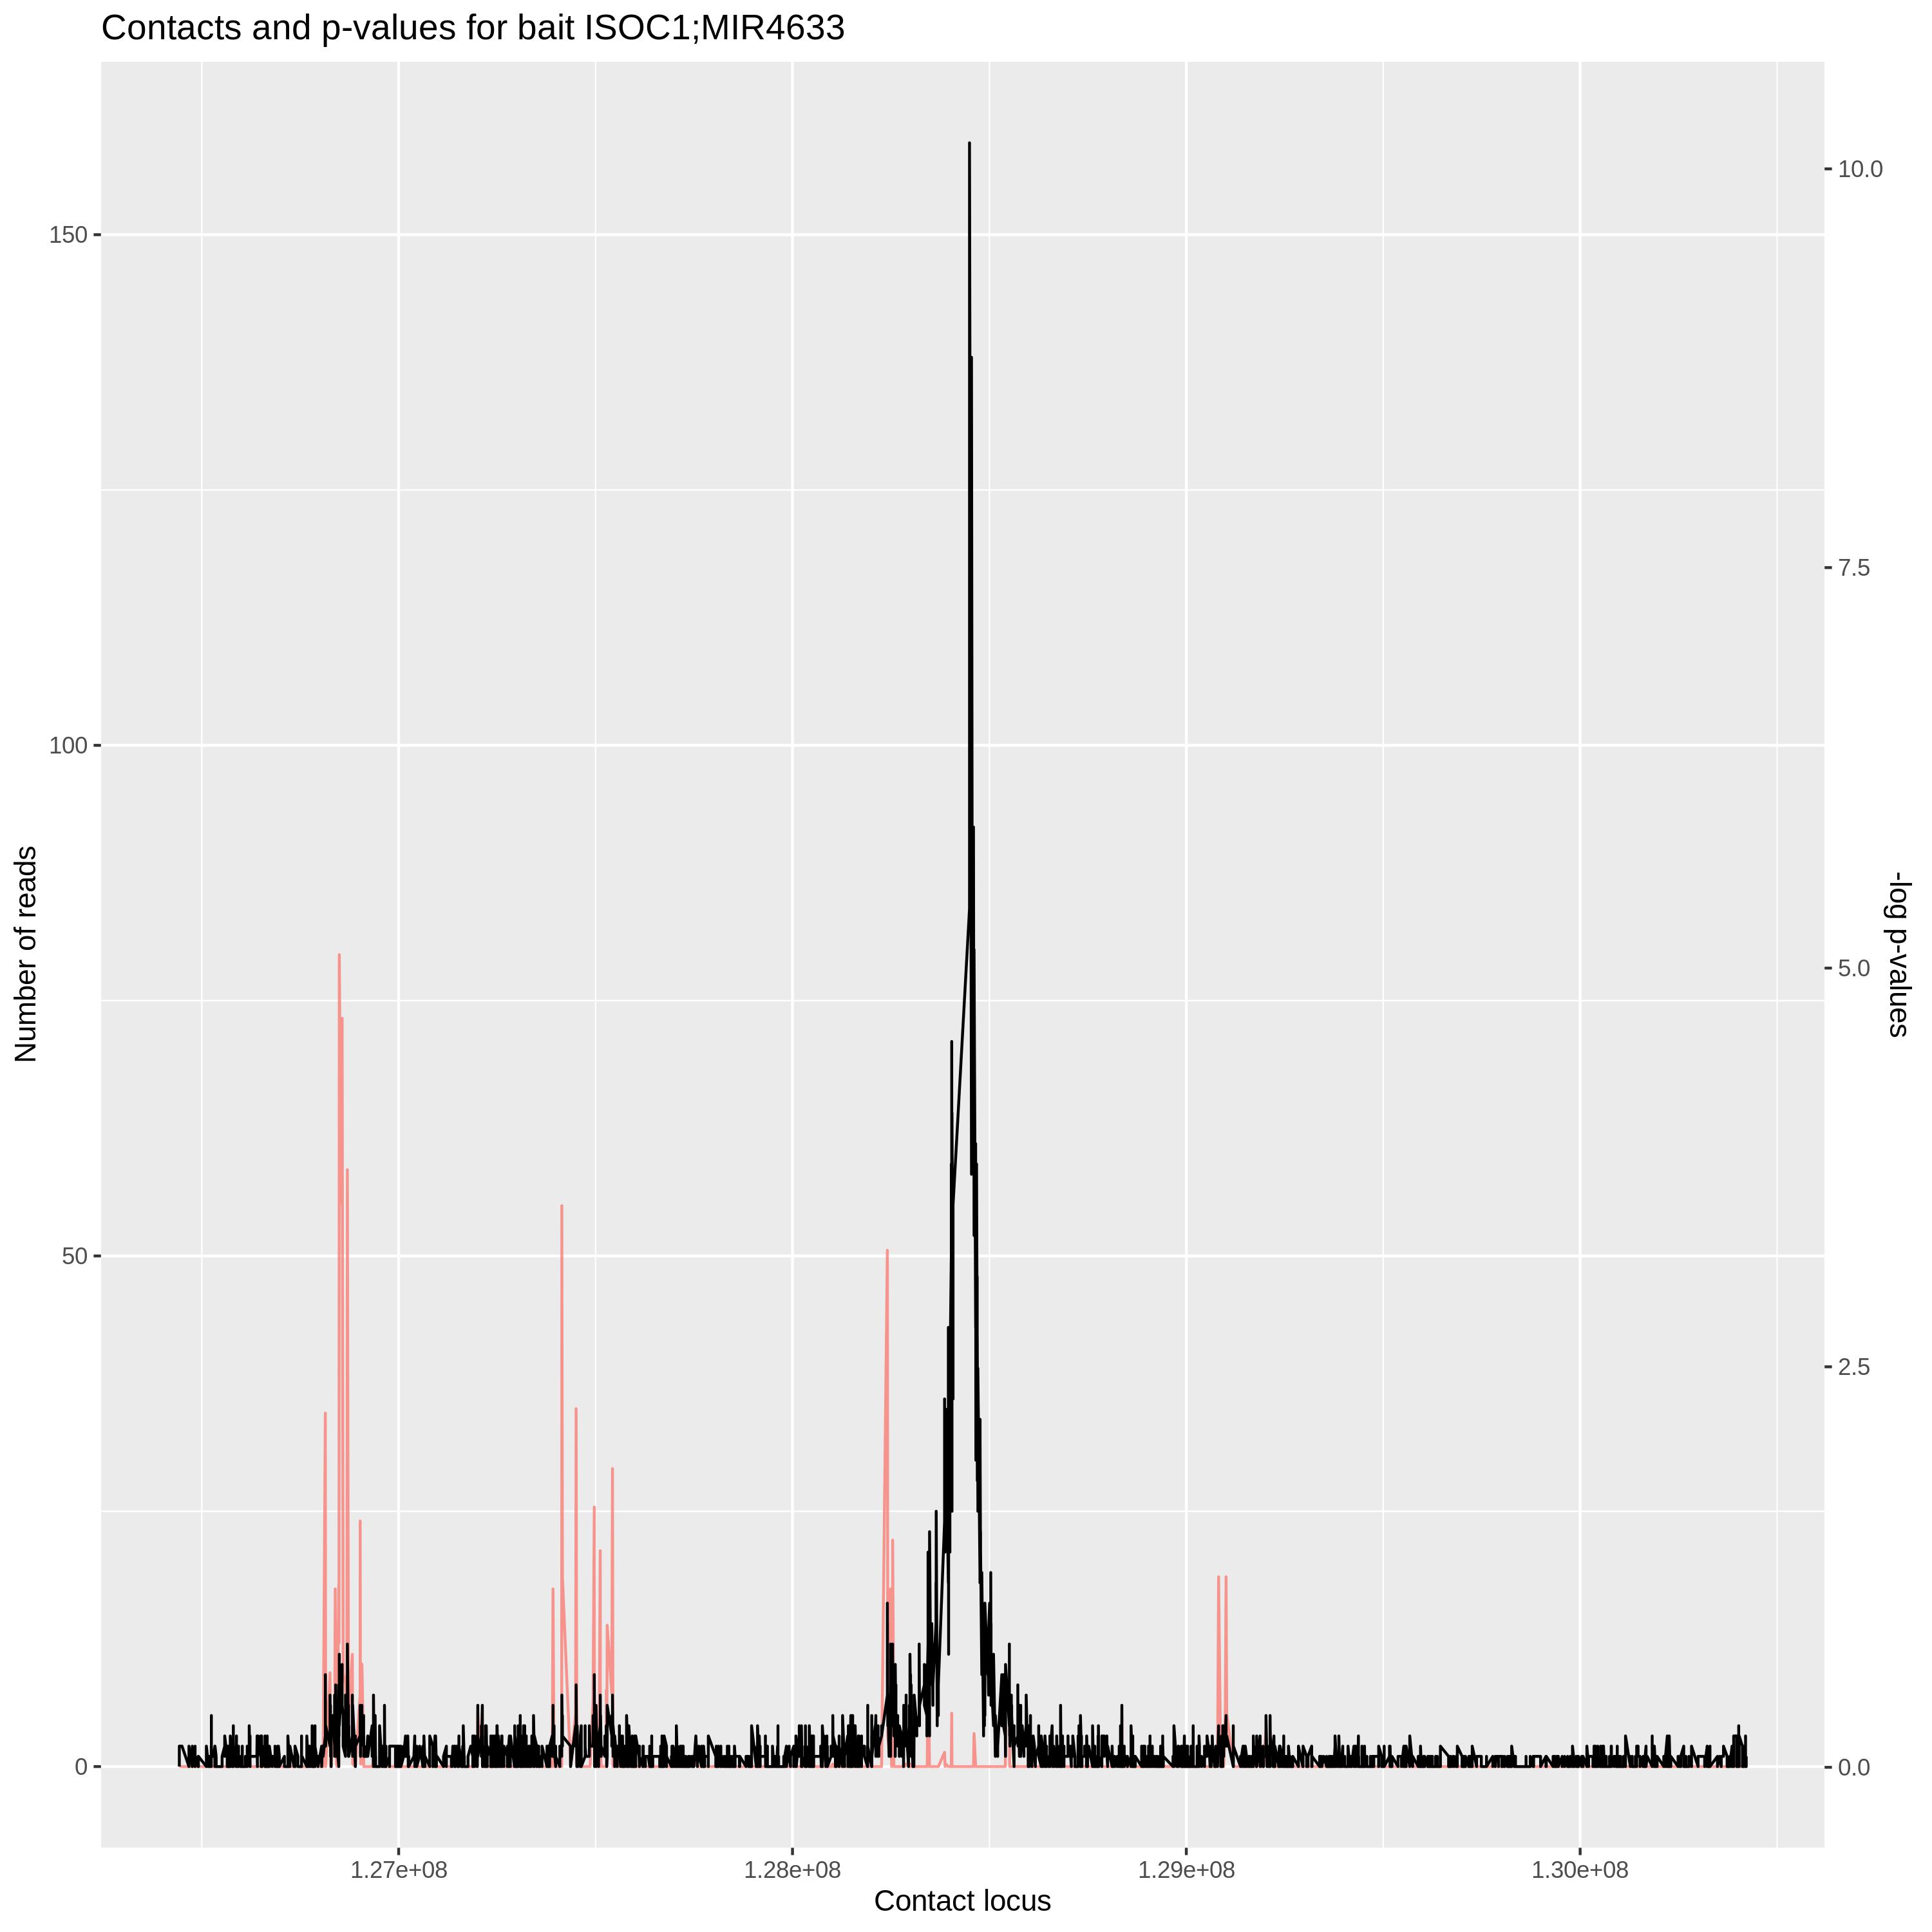 Contacts and p-values for bait ISOC1;MIR4633
150
100
50
0
10.0
7.5
5.0
2.5
0.0
Number of reads
-log p-values
1.27e+08
1.28e+08
1.29e+08
1.30e+08
Contact locus